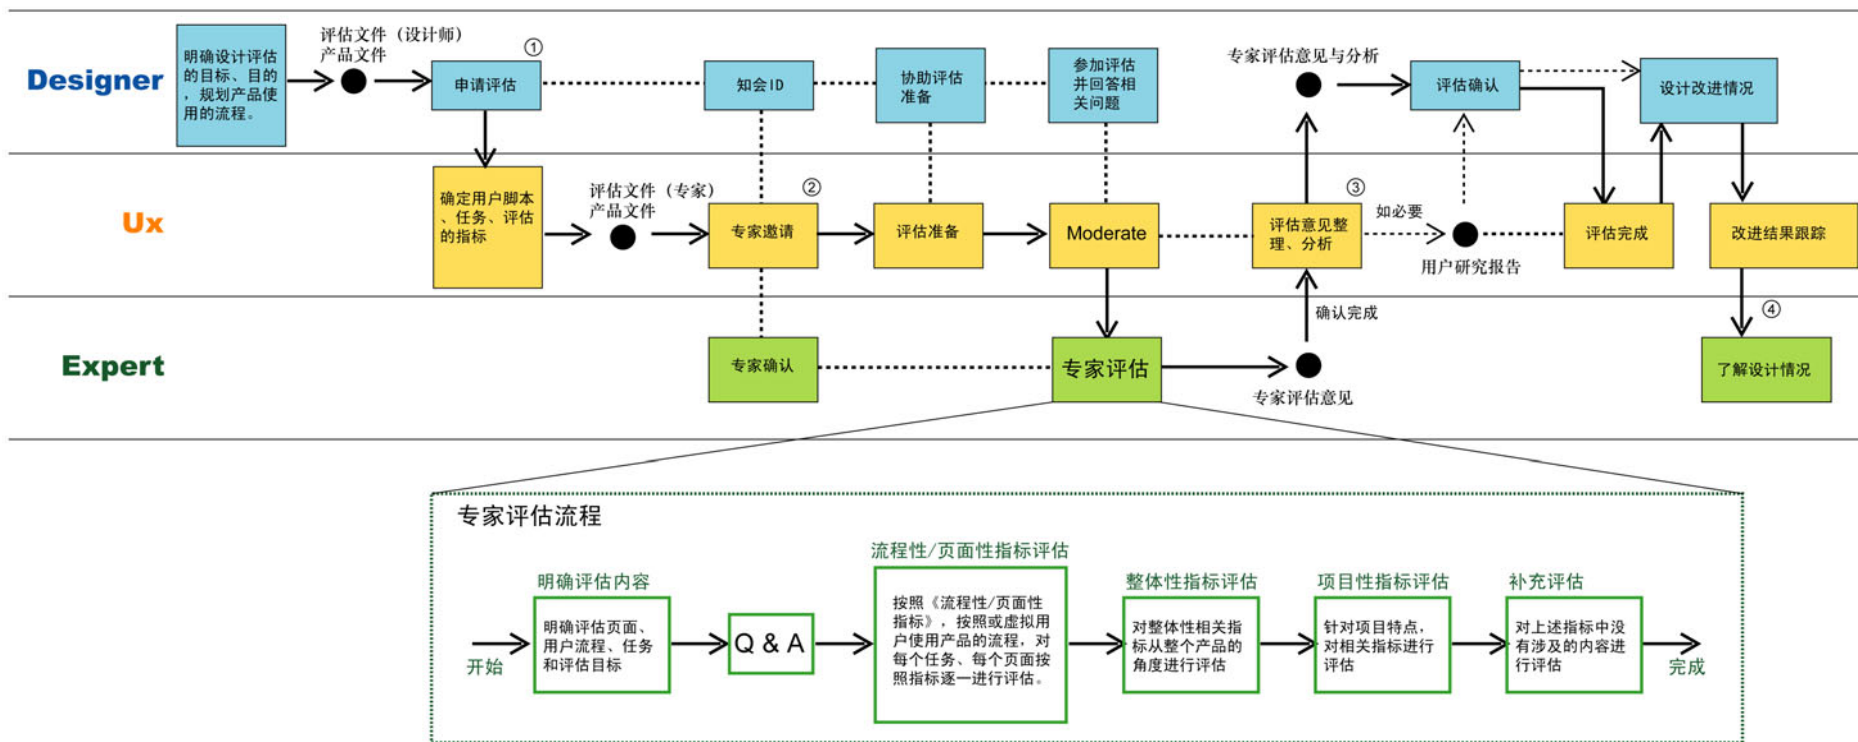 Designer
明确设计评估
的目标、目的
，规划产品使
用的流程。
评估文件（设计师）
产品文件
①
申请评估
知会ID
协助评估
准备
参加评估
并回答相
关问题
专家评估意见与分析
评估确认
设计改进情况
Ux
确定用户脚本
、任务、评估
的指标
评估文件（专家）
产品文件
②
专家邀请
评估准备
Moderate
③
评估意见整
理、分析
如必要
用户研究报告
评估完成
改进结果跟踪
Expert
专家确认
专家评估
确认完成
专家评估意见
④
了解设计情况
专家评估流程
开始
明确评估内容
明确评估页面、
用户流程、任务
和评估目标
Q & A
流程性/页面性指标评估
按照《流程性/页面性
指标》，按照或虚拟用
户使用产品的流程，对
每个任务、每个页面按
照指标逐一进行评估。
整体性指标评估
对整体性相关指
标从整个产品的
角度进行评估
项目性指标评估
针对项目特点，
对相关指标进行
评估
补充评估
对上述指标中没
有涉及的内容进
行评估
完成